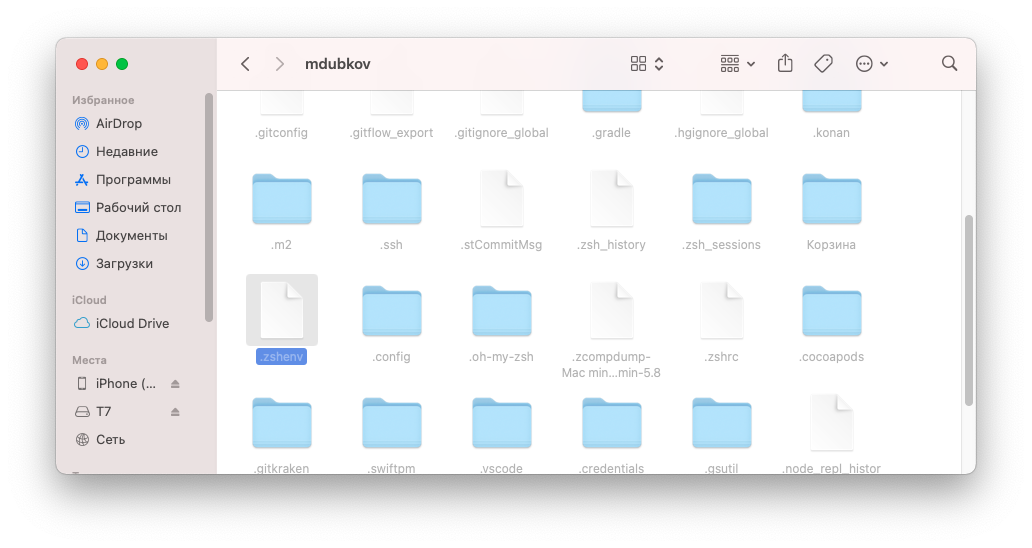 mdubkov
Избранное
AirDrop
Недавние
Программы
Рабочий стол
Документы
Загрузки
iCloud
iCloud Drive
Места
iPhone (...
T7
Сеть
.gitconfig
.gitflow_export
.gitignore_global
.gradle
.hgignore_global
.konan
.m2
.ssh
.stCommitMsg
.zsh_history
.zsh_sessions
Корзина
.zshenv
.config
.oh-my-zsh
.zcompdump-
Mac min...min-5.8
.zshrc
.cocoapods
.gitkraken
.swiftpm
.vscode
.credentials
.gsutil
.node_repl_histor